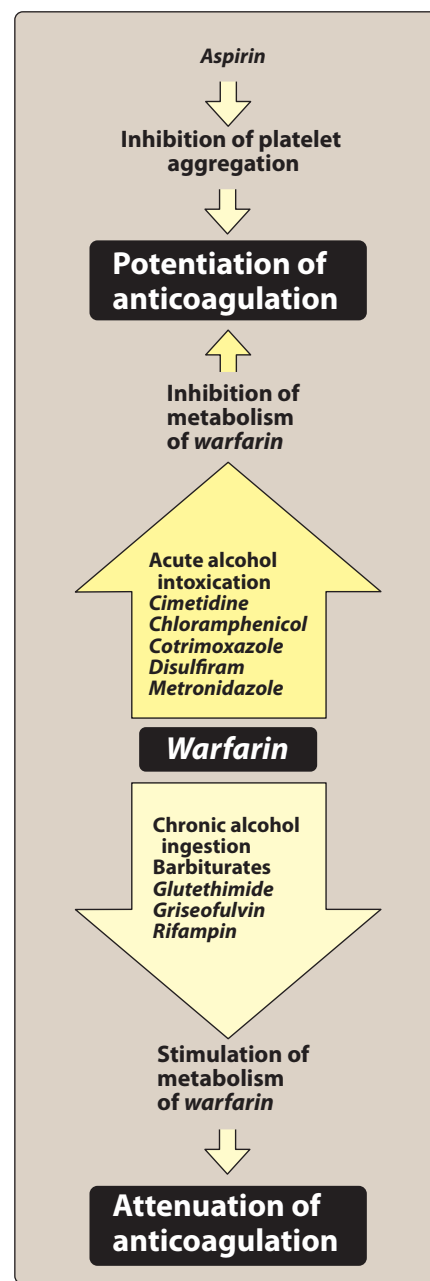 Aspirin
Inhibition of platelet
aggregation
Potentiation of
anticoagulation
Inhibition of
metabolism
of warfarin
Acute alcohol
intoxication
Cimetidine
Chloramphenicol
Cotrimoxazole
Disulfiram
Metronidazole
Warfarin
Chronic alcohol
ingestion
Barbiturates
Glutethimide
Griseofulvin
Rifampin
Stimulation of
metabolism
of warfarin
Attenuation of
anticoagulation